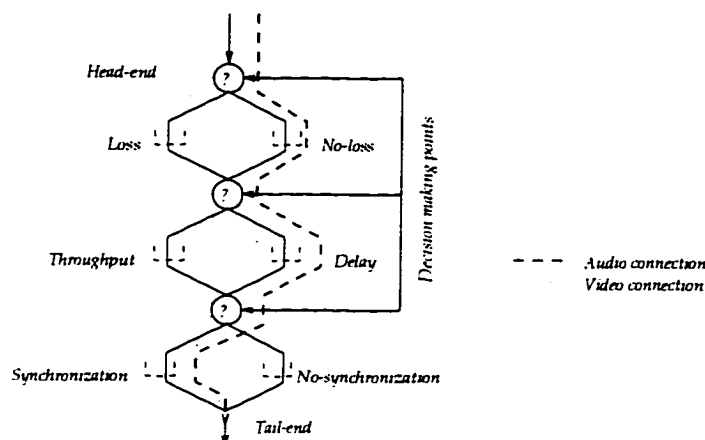 Head-end
?
Loss
No-loss
?
Throughput
Delay
?
Synchronization
No-synchronization
Tail-end
Decision making points
Audio connection
Video connection